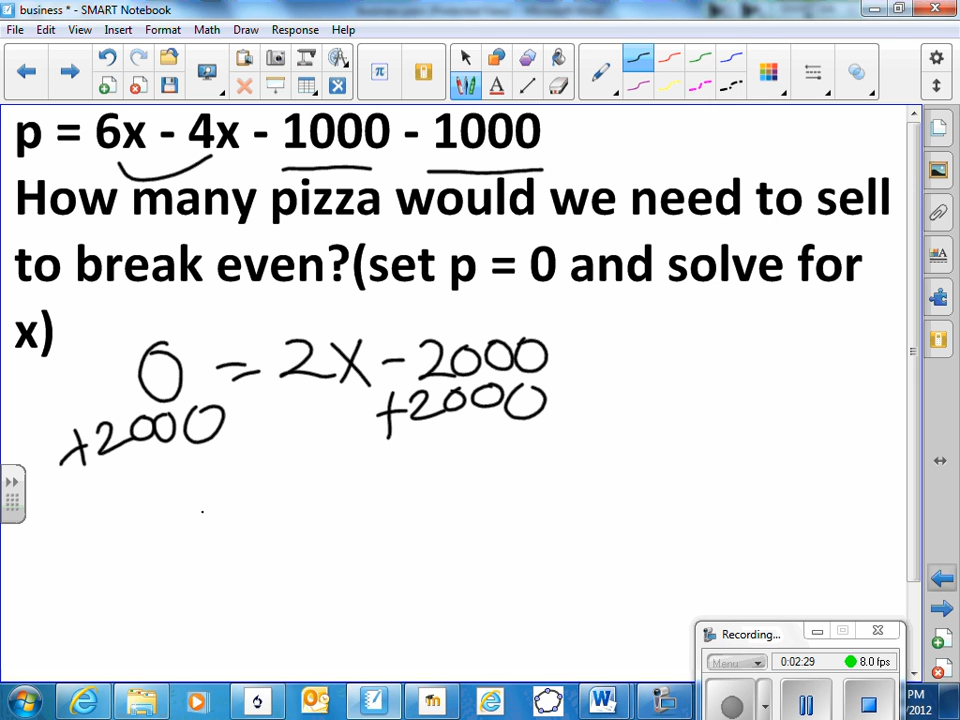 business * - SMART Notebook
File Edit View Insert Format Math Draw Response Help
p = 6x - 4x - 1000 - 1000
How many pizza would we need to sell
to break even?(set p = 0 and solve for
x)
0 = 2x - 2000
+2000 +2000
Recording...
Menu 0:02:29 8.0 fps
PM
/2012